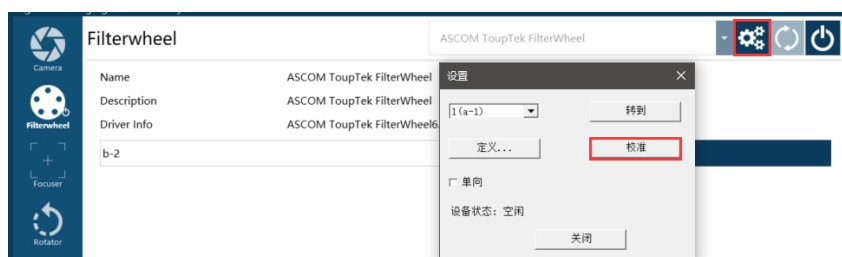 Filterwheel
ASCOM ToupTek FilterWheel
Camera
Name
ASCOM ToupTek FilterWheel
Description
ASCOM ToupTek FilterWheel
Driver Info
ASCOM ToupTek FilterWheel6.
b-2
Filterwheel
Focuser
Rotator
设置
1(a-1)
转到
定义...
校准
单向
设备状态: 空闲
关闭